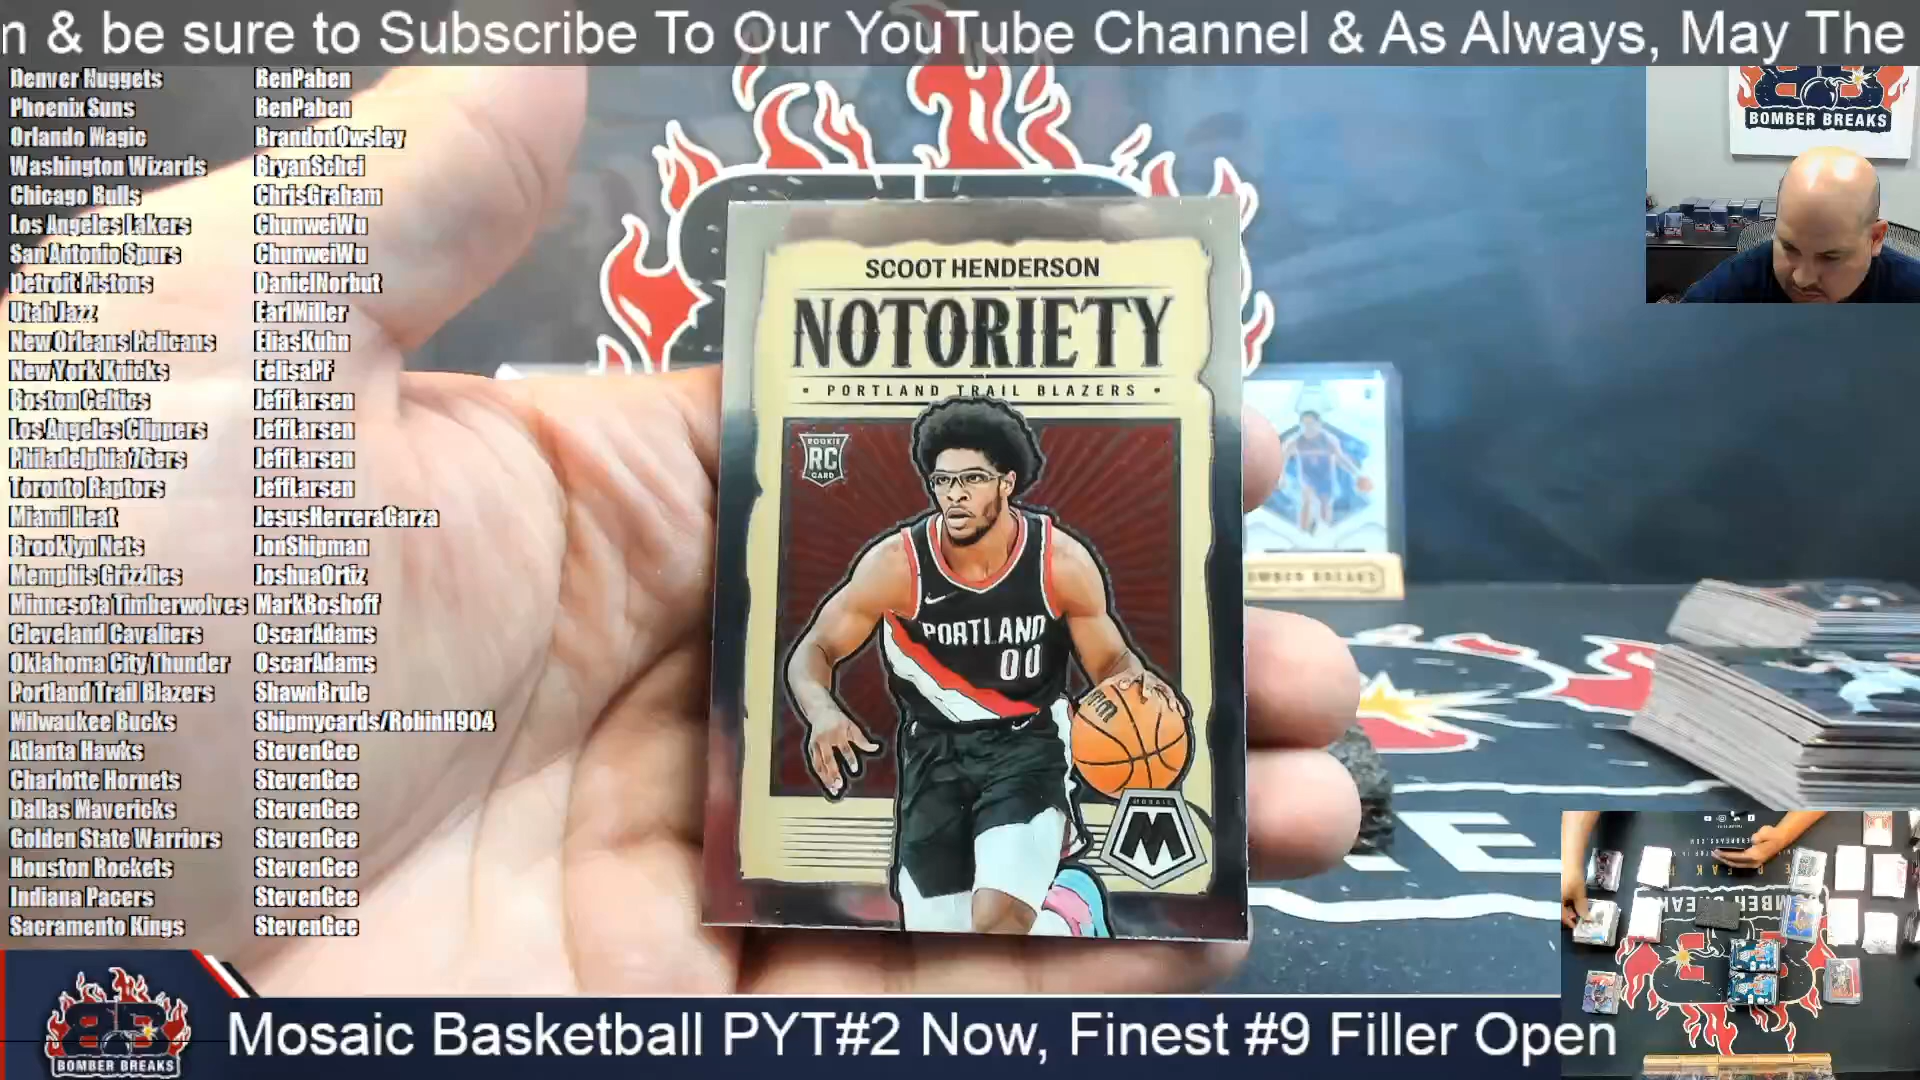 n & be sure to Subscribe To Our YouTube Channel & As Always, May The
Denver Nuggets BenPaben
Phoenix Suns BenPaben
Orlando Magic BrandonOwsley
Washington Wizards BryanSchei
Chicago Bulls ChrisGraham
Los Angeles Lakers ChunweiWu
San Antonio Spurs ChunweiWu
Detroit Pistons DanielNorbut
Utah Jazz EarlMiller
New Orleans Pelicans EliasKuhn
New York Knicks FelisaPF
Boston Celtics JeffLarsen
Los Angeles Clippers JeffLarsen
Philadelphia 76ers JeffLarsen
Toronto Raptors JeffLarsen
Miami Heat JesusHerreraGarza
Brooklyn Nets JonShipman
Memphis Grizzlies JoshuaOrtiz
Minnesota Timberwolves MarkBoshoff
Cleveland Cavaliers OscarAdams
Oklahoma City Thunder OscarAdams
Portland Trail Blazers ShawnBrule
Milwaukee Bucks Shipmycards/RobinH904
Atlanta Hawks StevenGee
Charlotte Hornets StevenGee
Dallas Mavericks StevenGee
Golden State Warriors StevenGee
Houston Rockets StevenGee
Indiana Pacers StevenGee
Sacramento Kings StevenGee
BOMBER BREAKS
SCOOT HENDERSON
NOTORIETY
PORTLAND TRAIL BLAZERS
ROOKIE
RC
CARD
PORTLAND
00
MOSAIC
M
BOMBER BREAKS
BOMBER BREAKS
Mosaic Basketball PYT#2 Now, Finest #9 Filler Open